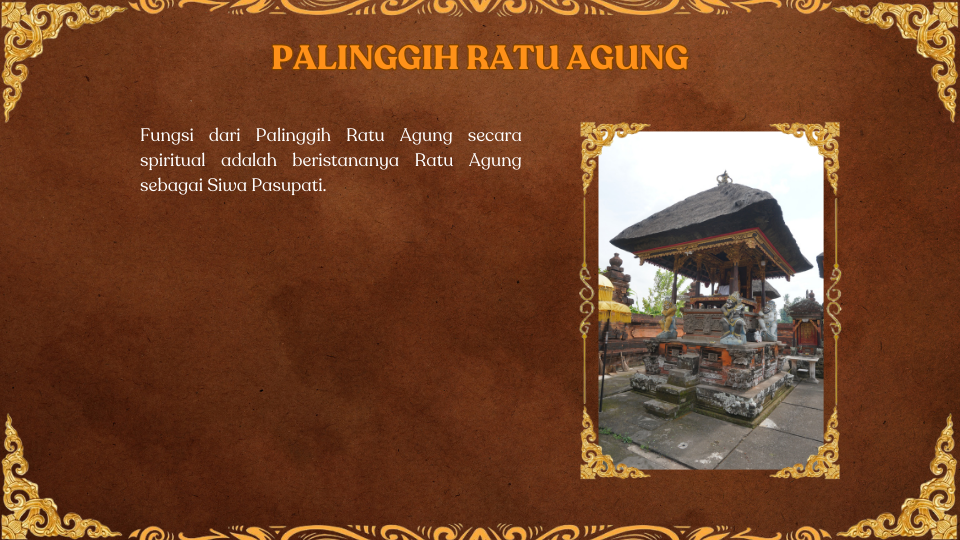 PALINGGIH RATU AGUNG
Fungsi dari Palinggih Ratu Agung secara
spiritual adalah beristananya Ratu Agung
sebagai Siwa Pasupati.